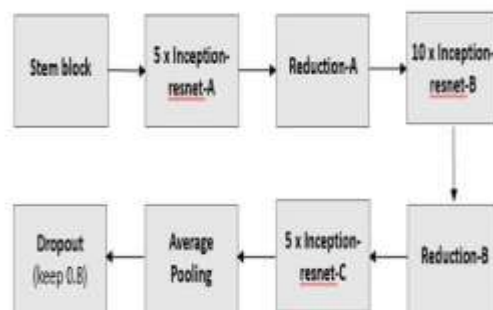 Stem block
5 x Inception-
resnet-A
Reduction-A
10 x Inception-
resnet-B
Reduction-B
5 x Inception-
resnet-C
Average
Pooling
Dropout
(keep 0.8)